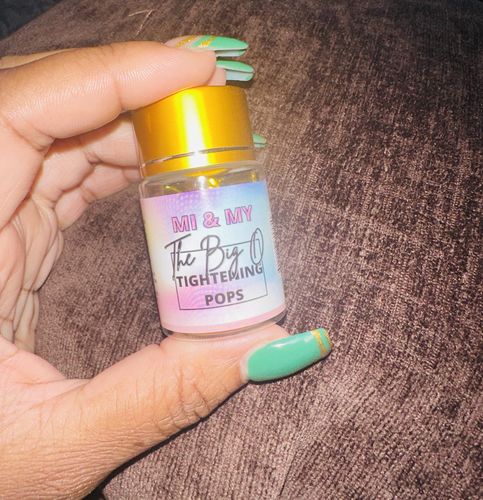 MI & MY
The Big O
TIGHTENING
POPS